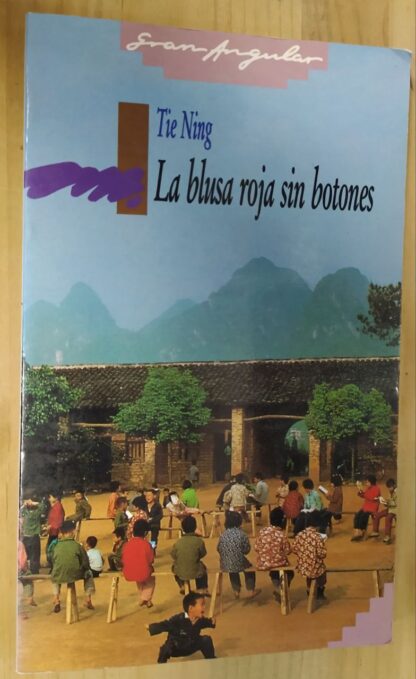 Gran Angular
Tie Ning
La blusa roja sin botones